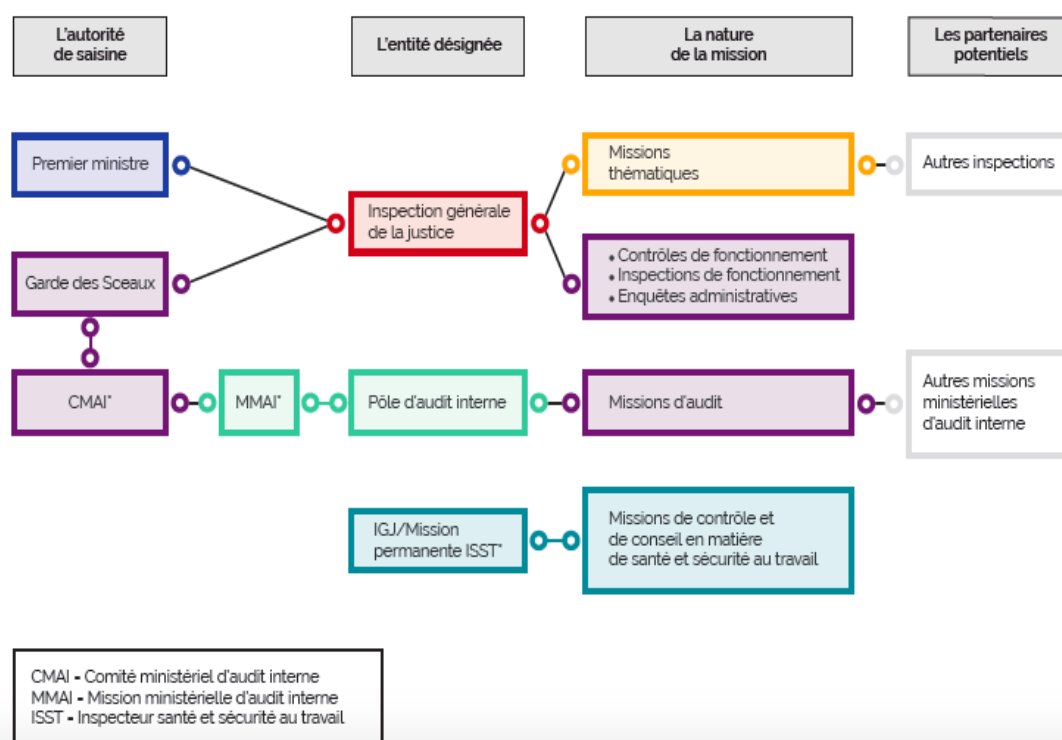 L'autorité
de saisine
L'entité désignée
La nature
de la mission
Les partenaires
potentiels
Premier ministre
Garde des Sceaux
Inspection générale
de la justice
Missions
thématiques
Autres inspections
• Contrôles de fonctionnement
• Inspections de fonctionnement
• Enquêtes administratives
CMAI*
MMAI*
Pôle d'audit interne
Missions d'audit
Autres missions
ministérielles
d'audit interne
IGJ/Mission
permanente ISST*
Missions de contrôle et
de conseil en matière
de santé et sécurité au travail
CMAI = Comité ministériel d'audit interne
MMAI = Mission ministérielle d'audit interne
ISST = Inspecteur santé et sécurité au travail